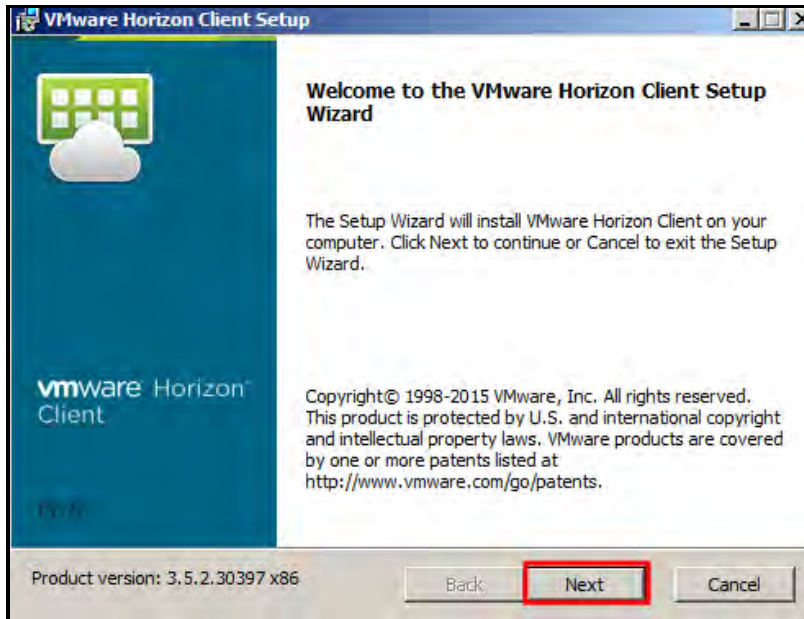 VMware Horizon Client Setup
Welcome to the VMware Horizon Client Setup
Wizard
The Setup Wizard will install VMware Horizon Client on your
computer. Click Next to continue or Cancel to exit the Setup
Wizard.
vmware Horizon™
Client
Copyright© 1998-2015 VMware, Inc. All rights reserved.
This product is protected by U.S. and international copyright
and intellectual property laws. VMware products are covered
by one or more patents listed at
http://www.vmware.com/go/patents.
Product version: 3.5.2.30397 x86
Back
Next
Cancel